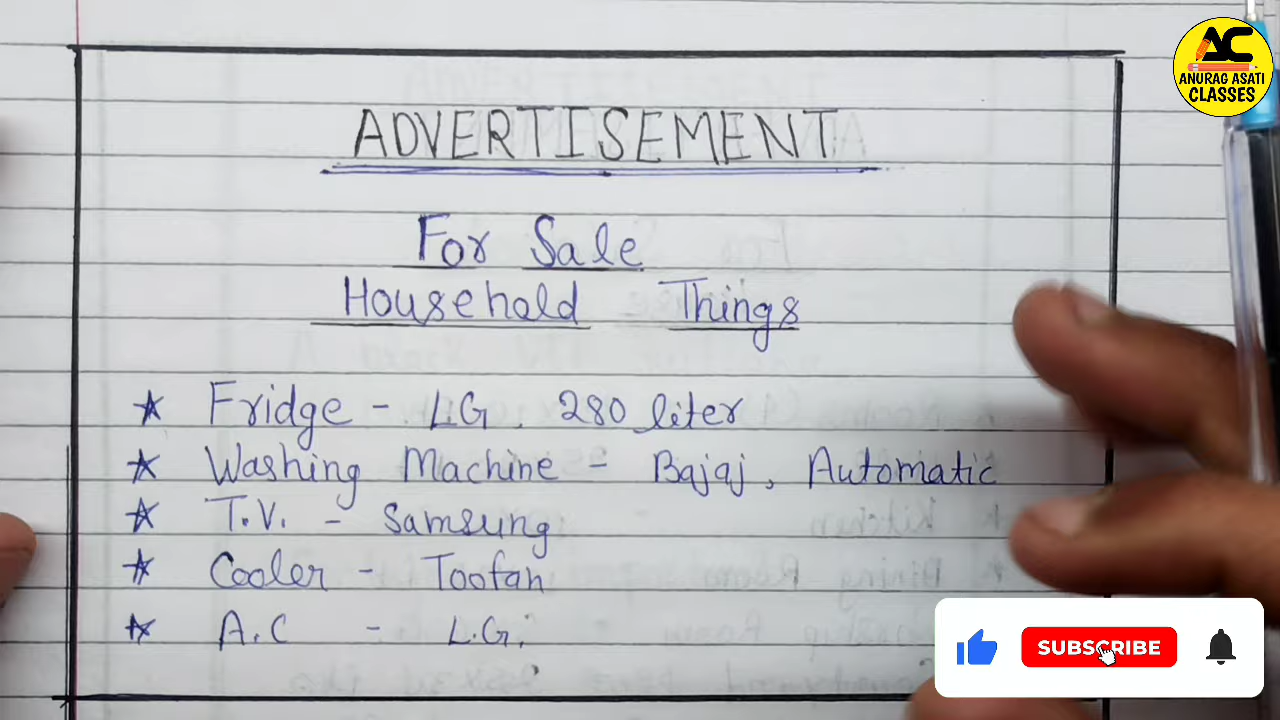 AC
ANURAG ASATI
CLASSES
ADVERTISEMENT
For Sale
Household Things
★ Fridge - LG. 280 liter
★ Washing Machine - Bajaj, Automatic
★ T.V. - Samsung
★ Cooler - Toofan
★ A.C - L.G.
SUBSCRIBE